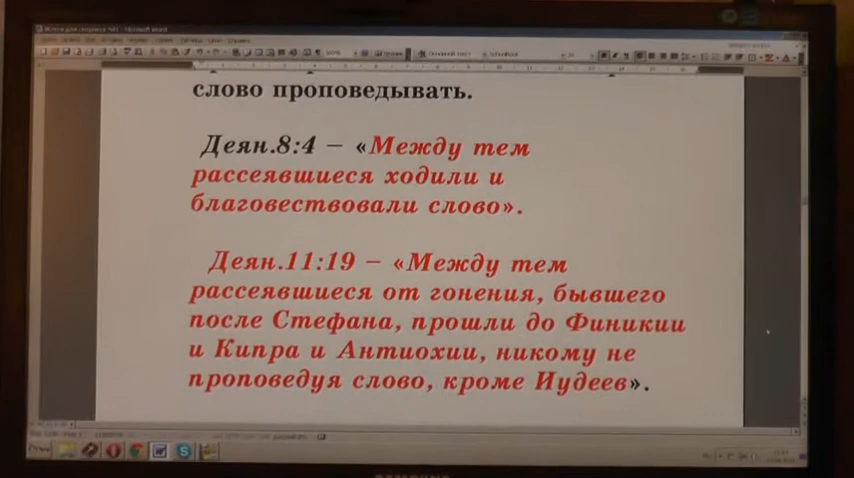 слово проповедывать.
Деян.8:4 – «Между тем
рассеявшиеся ходили и
благовествовали слово».
Деян.11:19 – «Между тем
рассеявшиеся от гонения, бывшего
после Стефана, прошли до Финикии
и Кипра и Антиохии, никому не
проповедуя слово, кроме Иудеев».
SAMSUNG